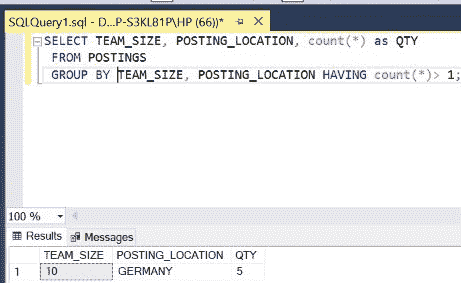 SQLQuery1.sql - D...P-S3KL81P\HP (66))*
SELECT TEAM_SIZE, POSTING_LOCATION, count(*) as QTY
FROM POSTINGS
GROUP BY TEAM_SIZE, POSTING_LOCATION HAVING count(*)> 1;
100 %
Results Messages
TEAM_SIZE POSTING_LOCATION QTY
1 10 GERMANY 5